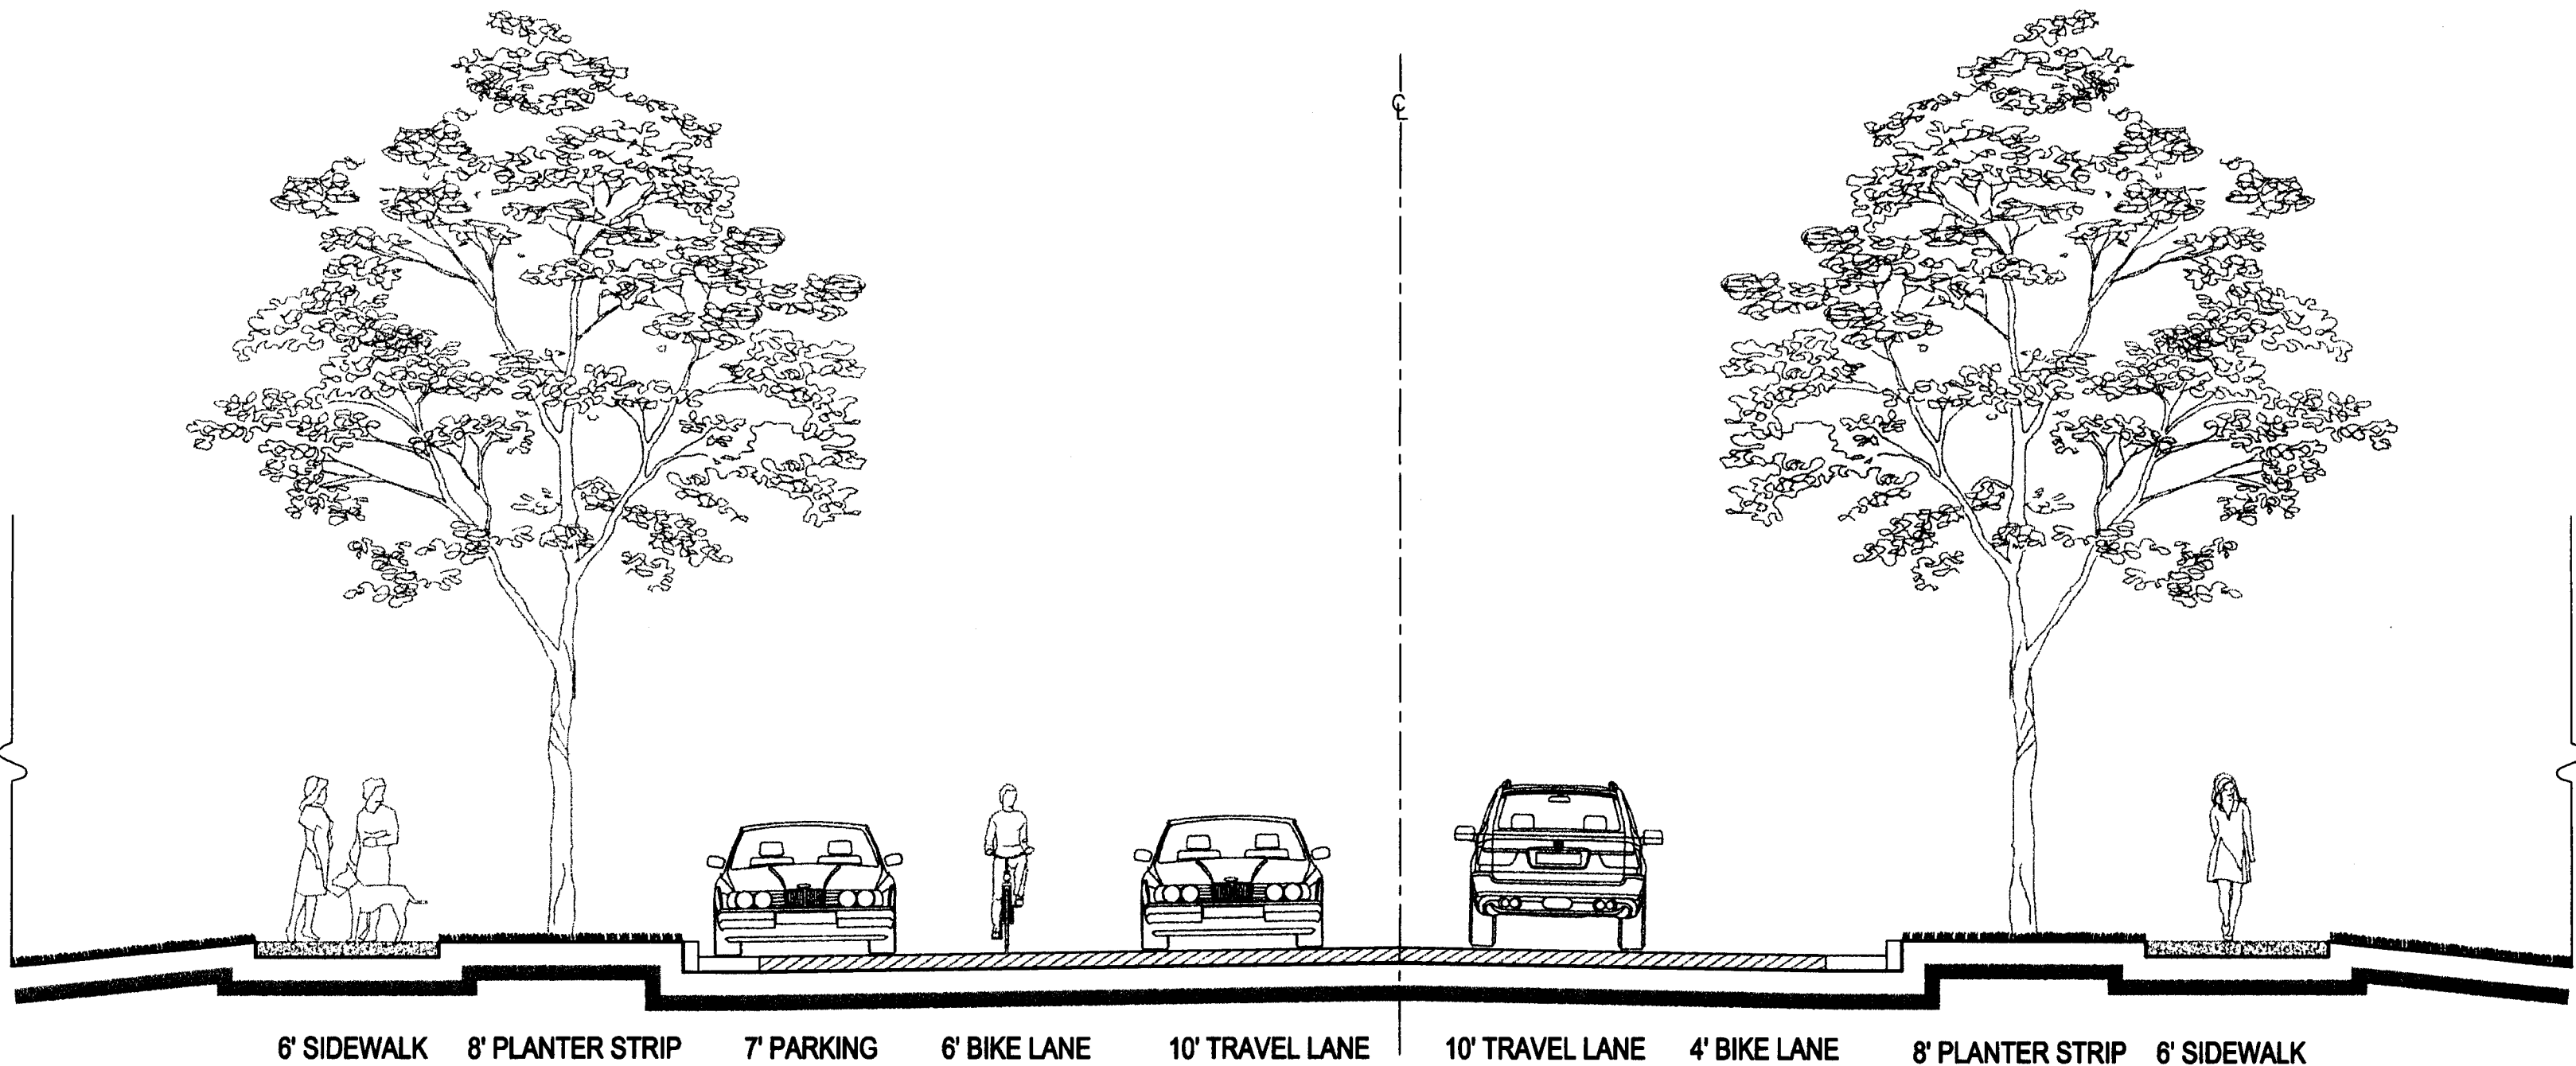 ℄
6' SIDEWALK 8' PLANTER STRIP 7' PARKING 6' BIKE LANE 10' TRAVEL LANE 10' TRAVEL LANE 4' BIKE LANE 8' PLANTER STRIP 6' SIDEWALK